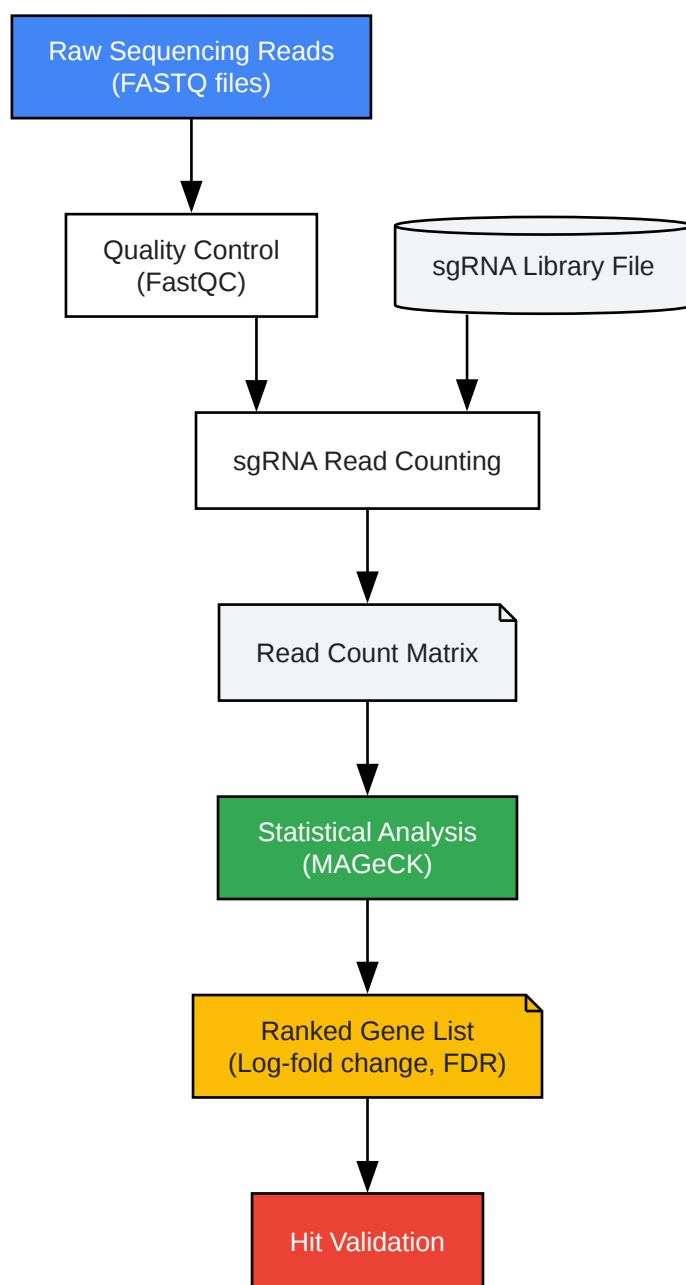 Raw Sequencing Reads
(FASTQ files)
Quality Control
(FastQC)
sgRNA Library File
sgRNA Read Counting
Read Count Matrix
Statistical Analysis
(MAGeCK)
Ranked Gene List
(Log-fold change, FDR)
Hit Validation